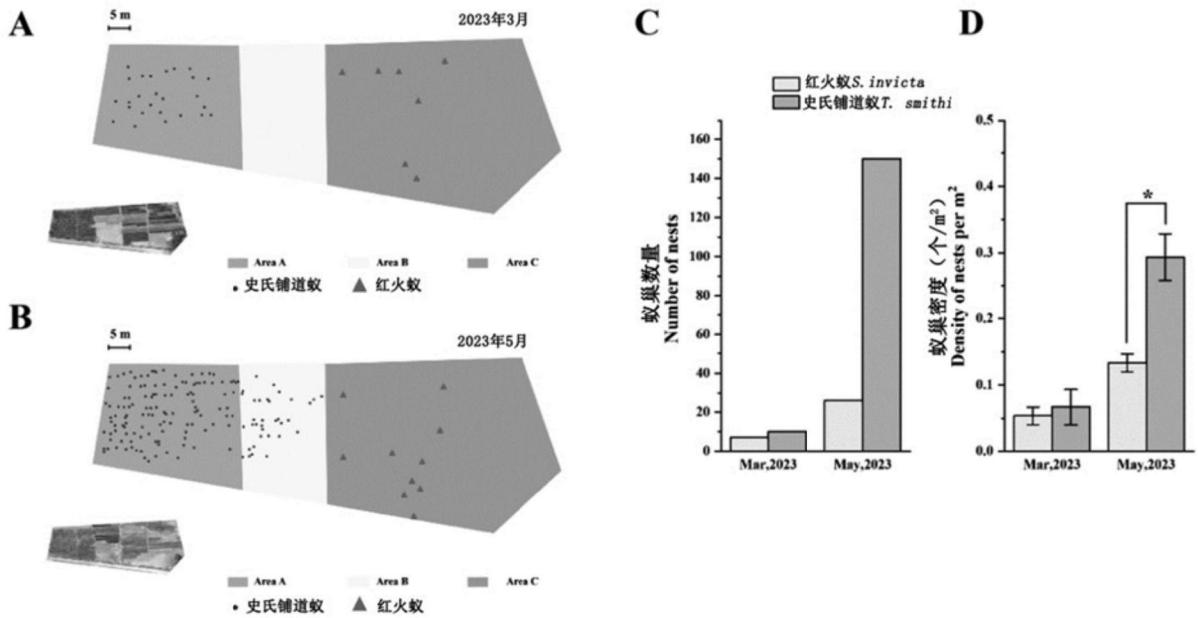 A
5 m
2023年3月
Area A
Area B
Area C
史氏铺道蚁
红火蚁
B
5 m
2023年5月
Area A
Area B
Area C
史氏铺道蚁
红火蚁
C
D
红火蚁S. invicta
史氏铺道蚁T. smithi
蚁巢数量
Number of nests
160
140
120
100
80
60
40
20
0
Mar,2023
May,2023
蚁巢密度（个/m²）
Density of nests per m²
0.5
0.4
0.3
0.2
0.1
0.0
*
Mar,2023
May,2023